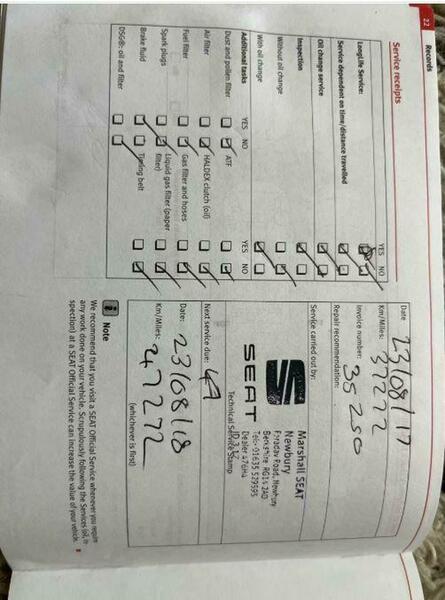 22
Records
Service receipts
YES NO
LongLife Service:
Service dependent on time/distance travelled
Oil change service
Inspection
Without oil change
With oil change
Additional tasks
YES NO
YES NO
Dust and pollen filter
ATF
Air filter
HALDEX clutch (oil)
Fuel filter
Gas filter and hoses
Spark plugs
Liquid gas filter (paper
filter)
Brake fluid
Timing belt
DSG®: oil and filter
Date 23/08/17
Km/Miles: 37272
Invoice number: 35250
Repair recommendation:
Service carried out by:
SEAT
Marshall SEAT
Newbury
Fyradav Road, Newbury
Berkshire RG14 2AD
Tel: 01635 529595
Dealer
Technical Service Stamp
Next service due:
Date: 23/08/18
Km/Miles: 47272
(whichever is first)
i Note
We recommend that you visit a SEAT Official Service whenever you require
any work done on your vehicle. Scrupulously following the Services (oil, in
spection) at a SEAT Official Service can increase the value of your vehicle.